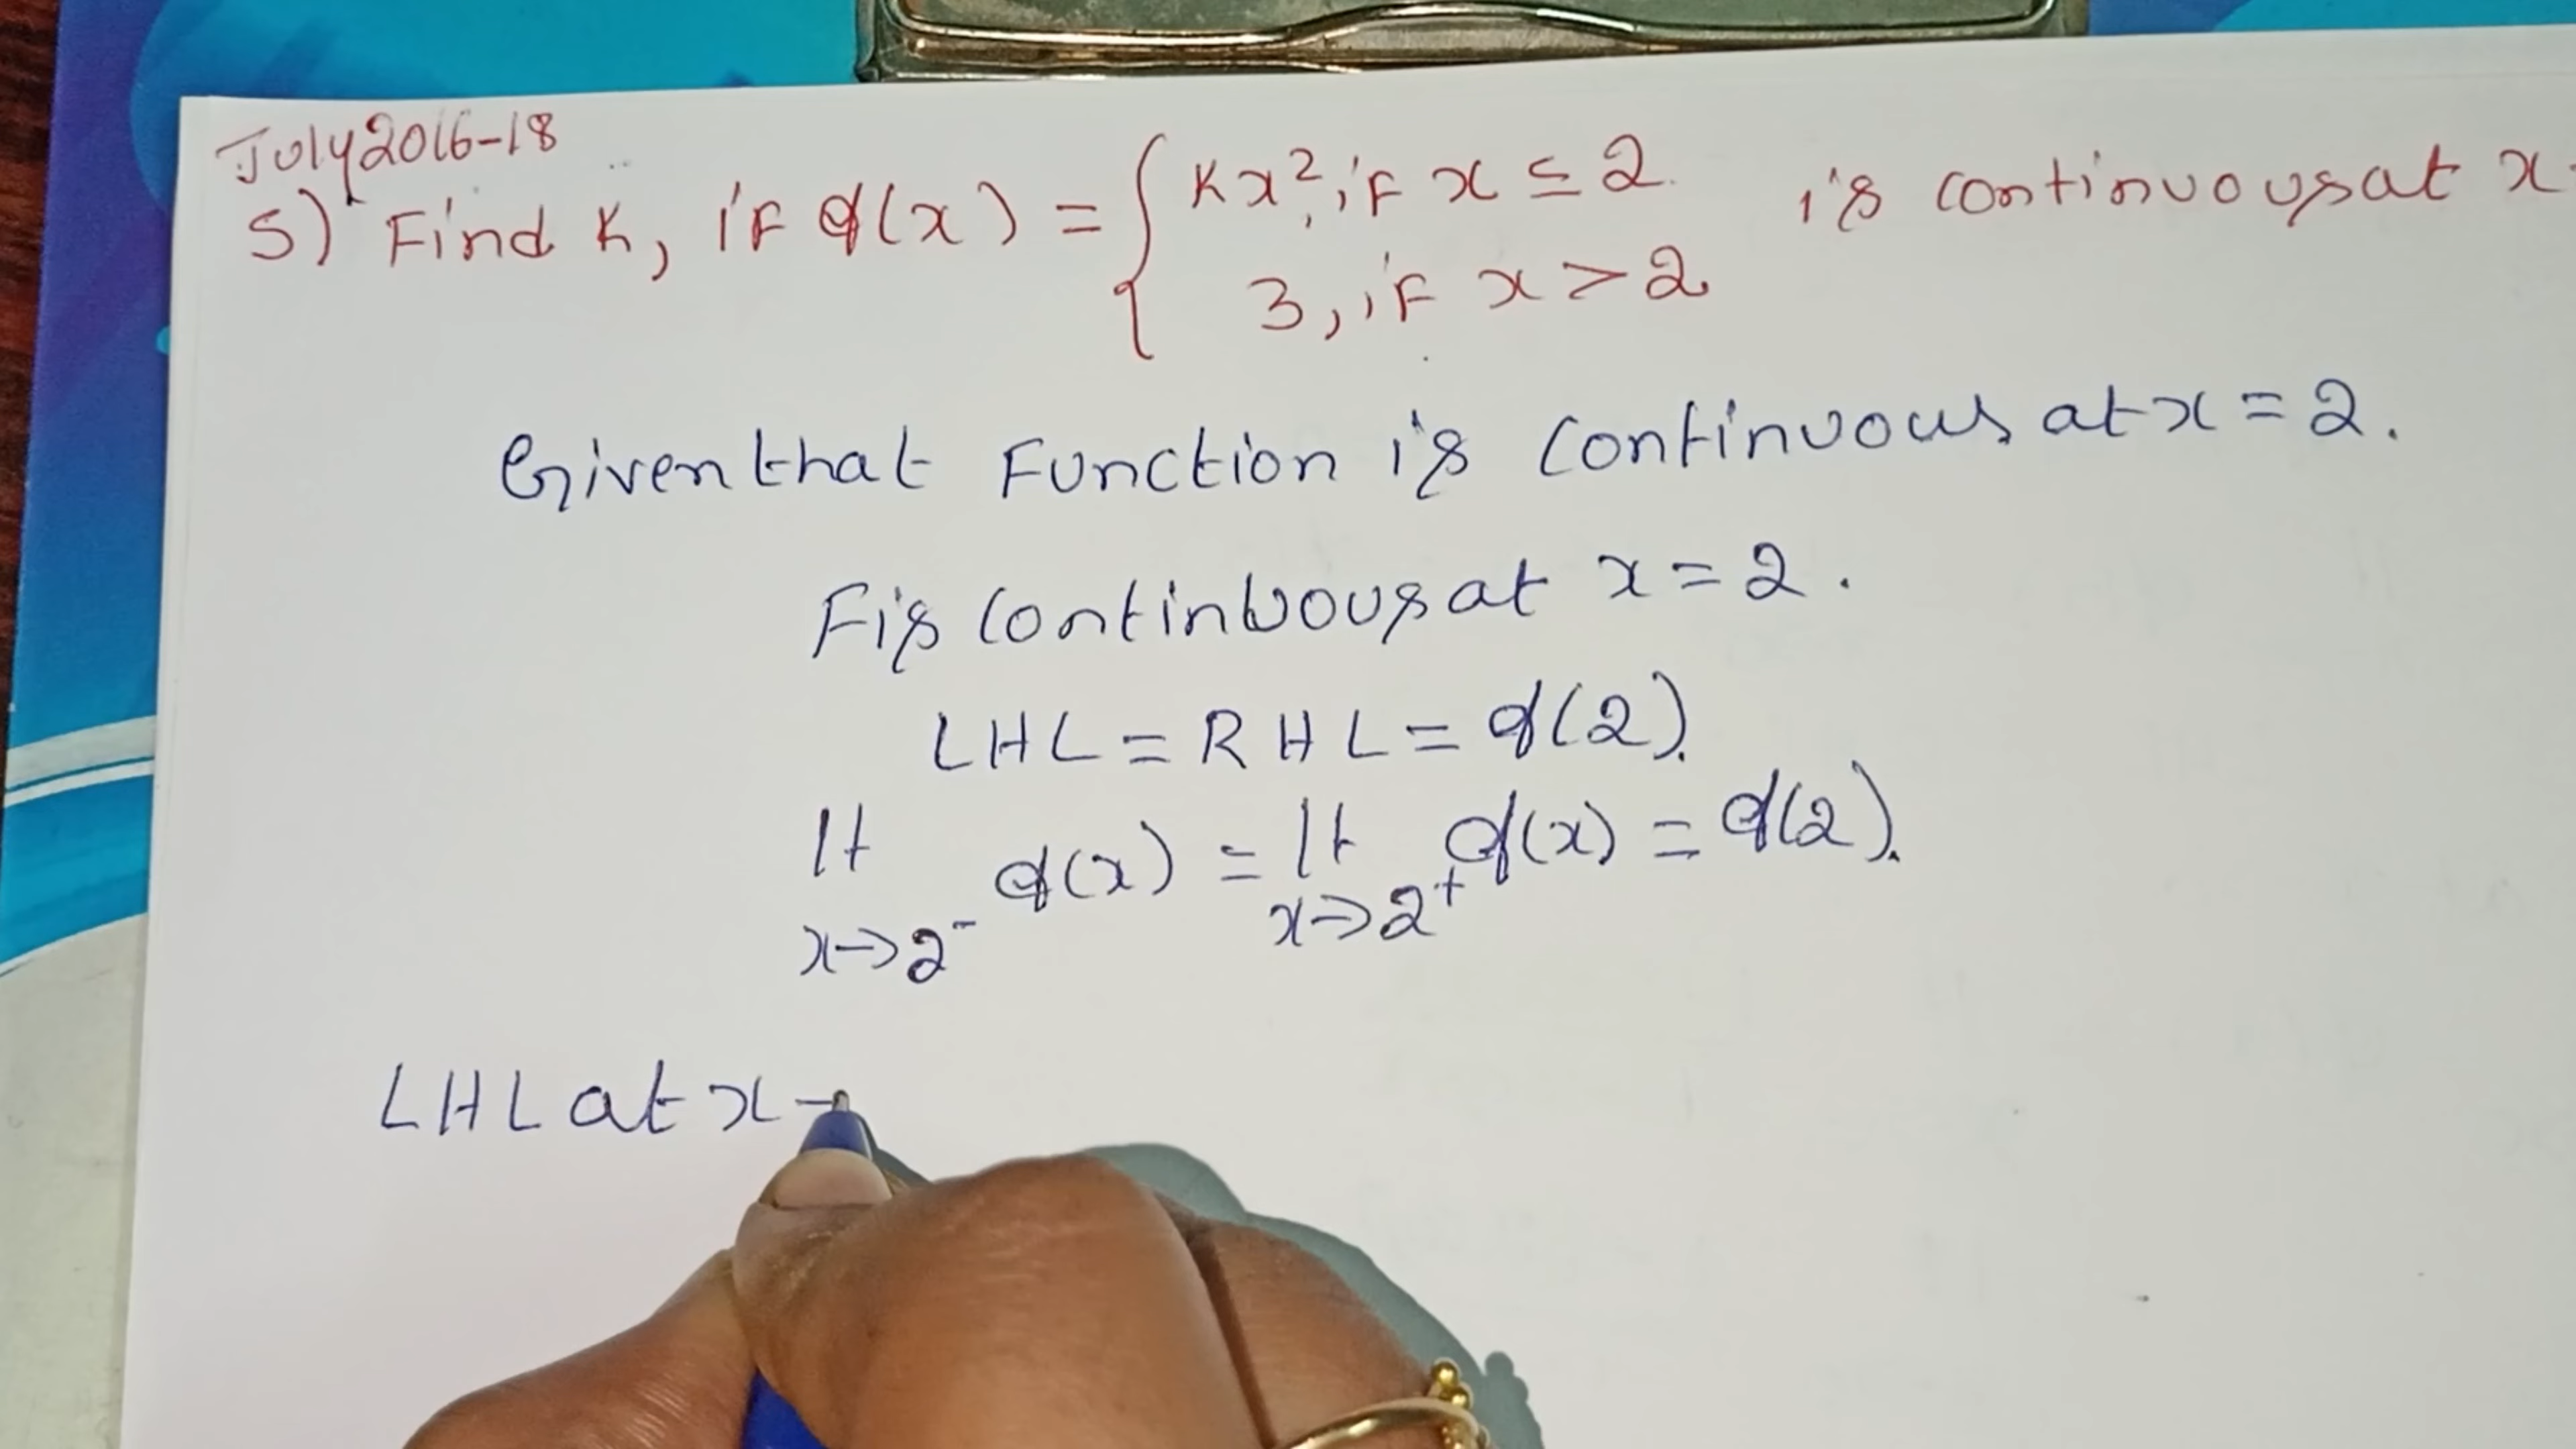 July 2016-18
5) Find K, if f(x) = { Kx², if x ≤ 2 is continuous at x
3, if x > 2
Given that Function is continuous at x = 2.
F is continuous at x = 2.
LHL = RHL = f(2).
lt f(x) = lt f(x) = f(2).
x→2⁻ x→2⁺
LHL at x